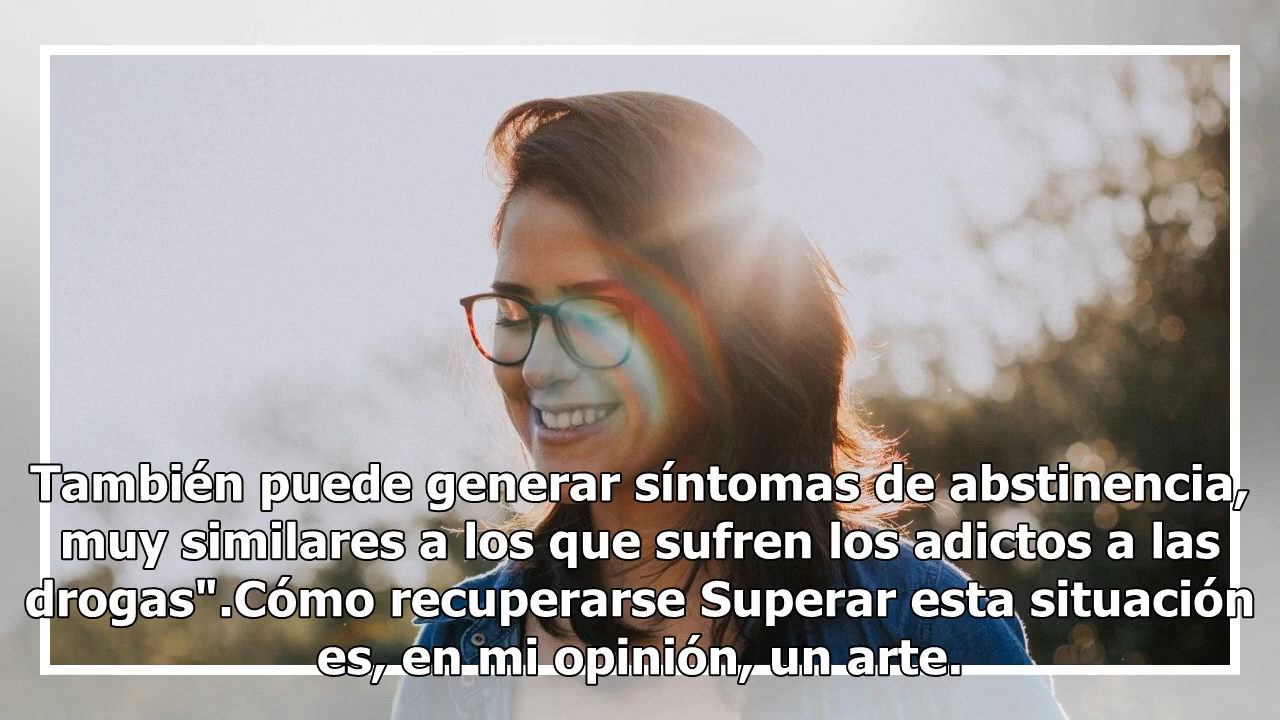 También puede generar síntomas de abstinencia,
muy similares a los que sufren los adictos a las
drogas".Cómo recuperarse Superar esta situación
es, en mi opinión, un arte.